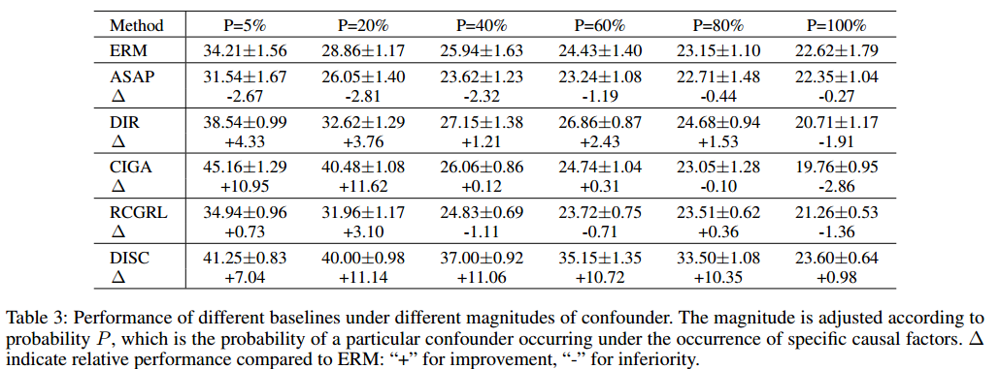 Method P=5% P=20% P=40% P=60% P=80% P=100%
ERM 34.21±1.56 28.86±1.17 25.94±1.63 24.43±1.40 23.15±1.10 22.62±1.79
ASAP 31.54±1.67 26.05±1.40 23.62±1.23 23.24±1.08 22.71±1.48 22.35±1.04
Δ -2.67 -2.81 -2.32 -1.19 -0.44 -0.27
DIR 38.54±0.99 32.62±1.29 27.15±1.38 26.86±0.87 24.68±0.94 20.71±1.17
Δ +4.33 +3.76 +1.21 +2.43 +1.53 -1.91
CIGA 45.16±1.29 40.48±1.08 26.06±0.86 24.74±1.04 23.05±1.28 19.76±0.95
Δ +10.95 +11.62 +0.12 +0.31 -0.10 -2.86
RCGRL 34.94±0.96 31.96±1.17 24.83±0.69 23.72±0.75 23.51±0.62 21.26±0.53
Δ +0.73 +3.10 -1.11 -0.71 +0.36 -1.36
DISC 41.25±0.83 40.00±0.98 37.00±0.92 35.15±1.35 33.50±1.08 23.60±0.64
Δ +7.04 +11.14 +11.06 +10.72 +10.35 +0.98
Table 3: Performance of different baselines under different magnitudes of confounder. The magnitude is adjusted according to
probability P, which is the probability of a particular confounder occurring under the occurrence of specific causal factors. Δ
indicate relative performance compared to ERM: “+” for improvement, “-” for inferiority.